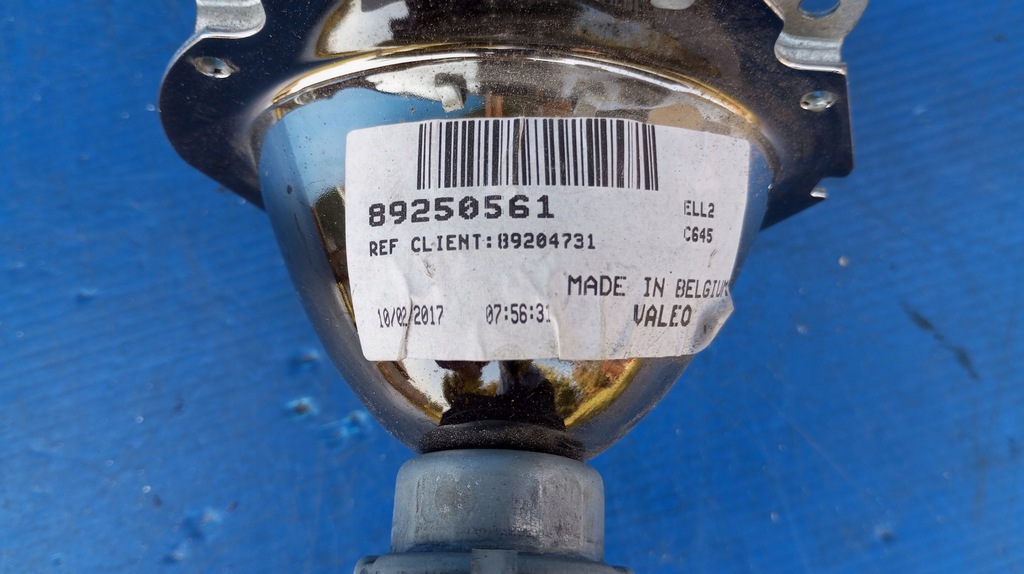 89250561
ELL2
REF CLIENT:89204731
C645
MADE IN BELGIUM
10/02/2017 07:56:31
VALEO